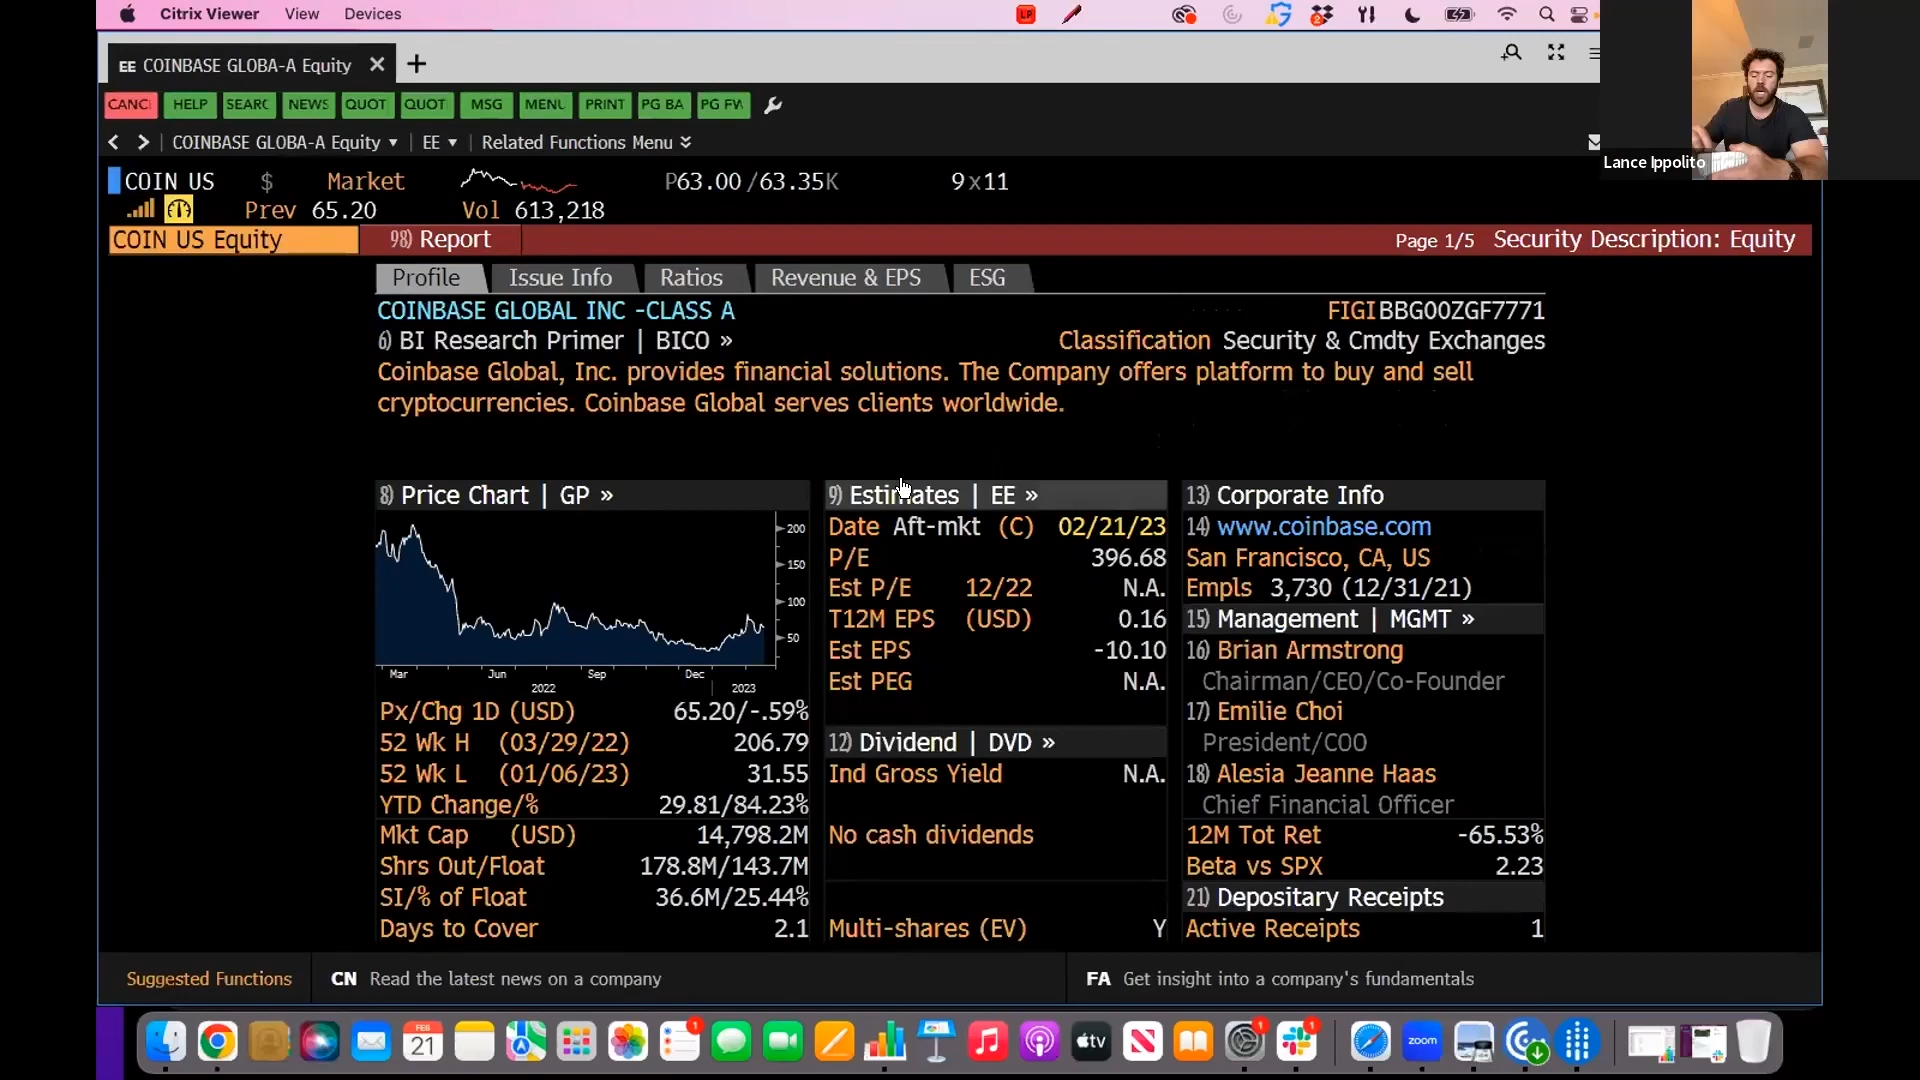 Citrix Viewer View Devices
EE COINBASE GLOBA-A Equity
CANC HELP SEARC NEWS QUOT QUOT MSG MENU PRINT PG BA PG FW
COINBASE GLOBA-A Equity EE Related Functions Menu
Lance Ippolito
COIN US $ Market P63.00/63.35K 9x11
Prev 65.20 Vol 613,218
COIN US Equity 98) Report Page 1/5 Security Description: Equity
Profile Issue Info Ratios Revenue & EPS ESG
COINBASE GLOBAL INC -CLASS A FIGI BBG00ZGF7771
6) BI Research Primer | BICO » Classification Security & Cmdty Exchanges
Coinbase Global, Inc. provides financial solutions. The Company offers platform to buy and sell
cryptocurrencies. Coinbase Global serves clients worldwide.
8) Price Chart | GP »
200
150
100
50
Mar Jun Sep Dec
2022 2023
Px/Chg 1D (USD) 65.20/-.59%
52 Wk H (03/29/22) 206.79
52 Wk L (01/06/23) 31.55
YTD Change/% 29.81/84.23%
Mkt Cap (USD) 14,798.2M
Shrs Out/Float 178.8M/143.7M
SI/% of Float 36.6M/25.44%
Days to Cover 2.1
9) Estimates | EE »
Date Aft-mkt (C) 02/21/23
P/E 396.68
Est P/E 12/22 N.A.
T12M EPS (USD) 0.16
Est EPS -10.10
Est PEG N.A.
12) Dividend | DVD »
Ind Gross Yield N.A.
No cash dividends
Multi-shares (EV) Y
13) Corporate Info
14) www.coinbase.com
San Francisco, CA, US
Empls 3,730 (12/31/21)
15) Management | MGMT »
16) Brian Armstrong
Chairman/CEO/Co-Founder
17) Emilie Choi
President/COO
18) Alesia Jeanne Haas
Chief Financial Officer
12M Tot Ret -65.53%
Beta vs SPX 2.23
21) Depositary Receipts
Active Receipts 1
Suggested Functions CN Read the latest news on a company FA Get insight into a company's fundamentals
FEB
21
1
tv
1
1
zoom